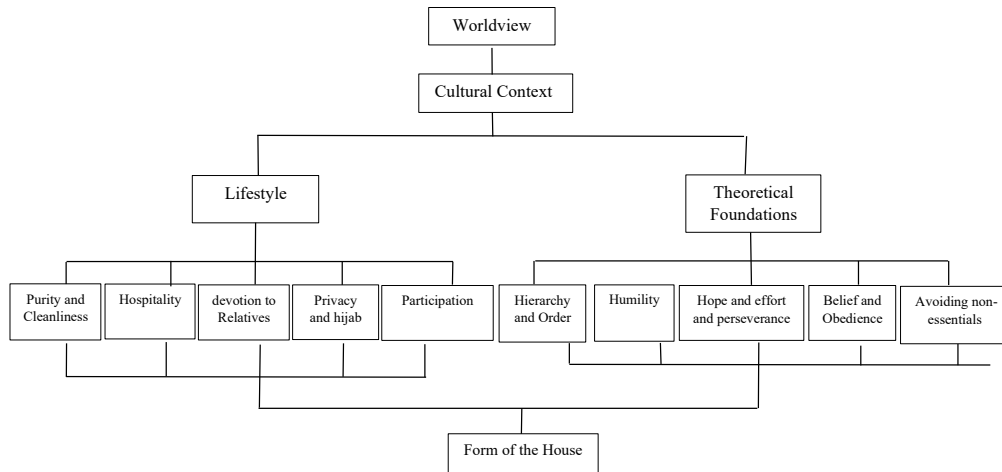 Worldview
Cultural Context
Lifestyle
Theoretical
Foundations
Purity and
Cleanliness
Hospitality
devotion to
Relatives
Privacy
and hijab
Participation
Hierarchy
and Order
Humility
Hope and effort
and perseverance
Belief and
Obedience
Avoiding non-
essentials
Form of the House